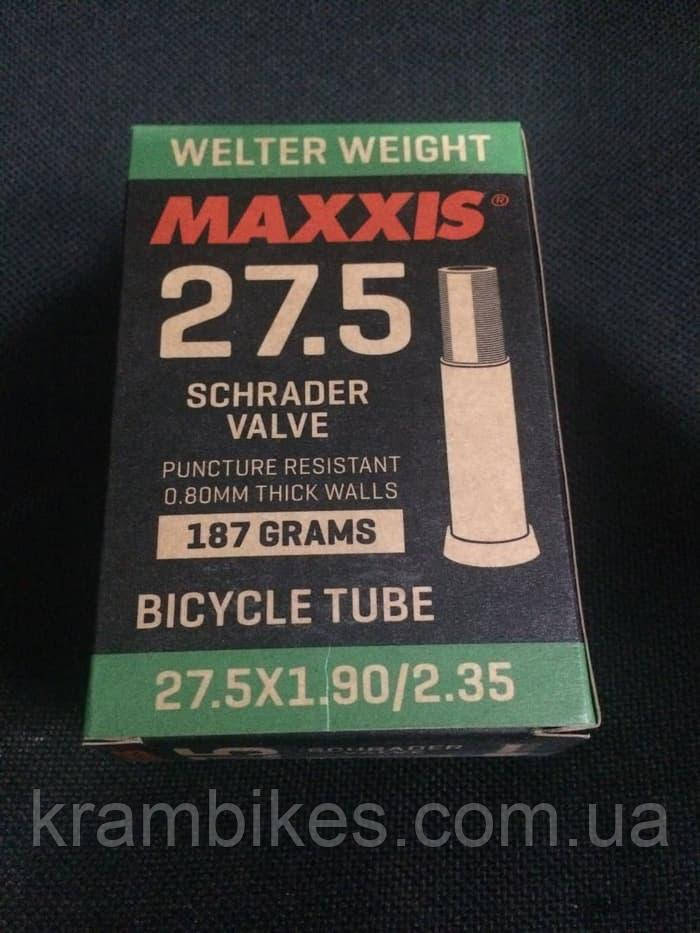 WELTER WEIGHT
MAXXIS®
27.5
SCHRADER
VALVE
PUNCTURE RESISTANT
0.80MM THICK WALLS
187 GRAMS
BICYCLE TUBE
27.5X1.90/2.35
SCHRADER
krambikes.com.ua